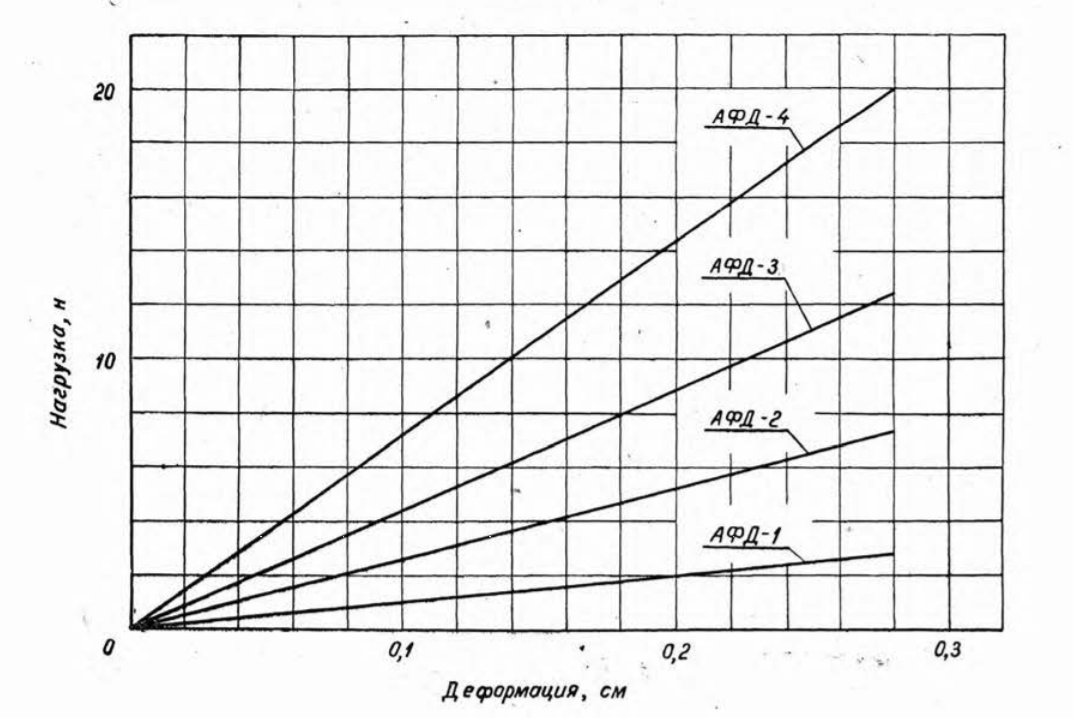 20
АФД-4
АФД-3
Нагрузка, н
10
АФД-2
АФД-1
0
0,1
0,2
0,3
Деформация, см